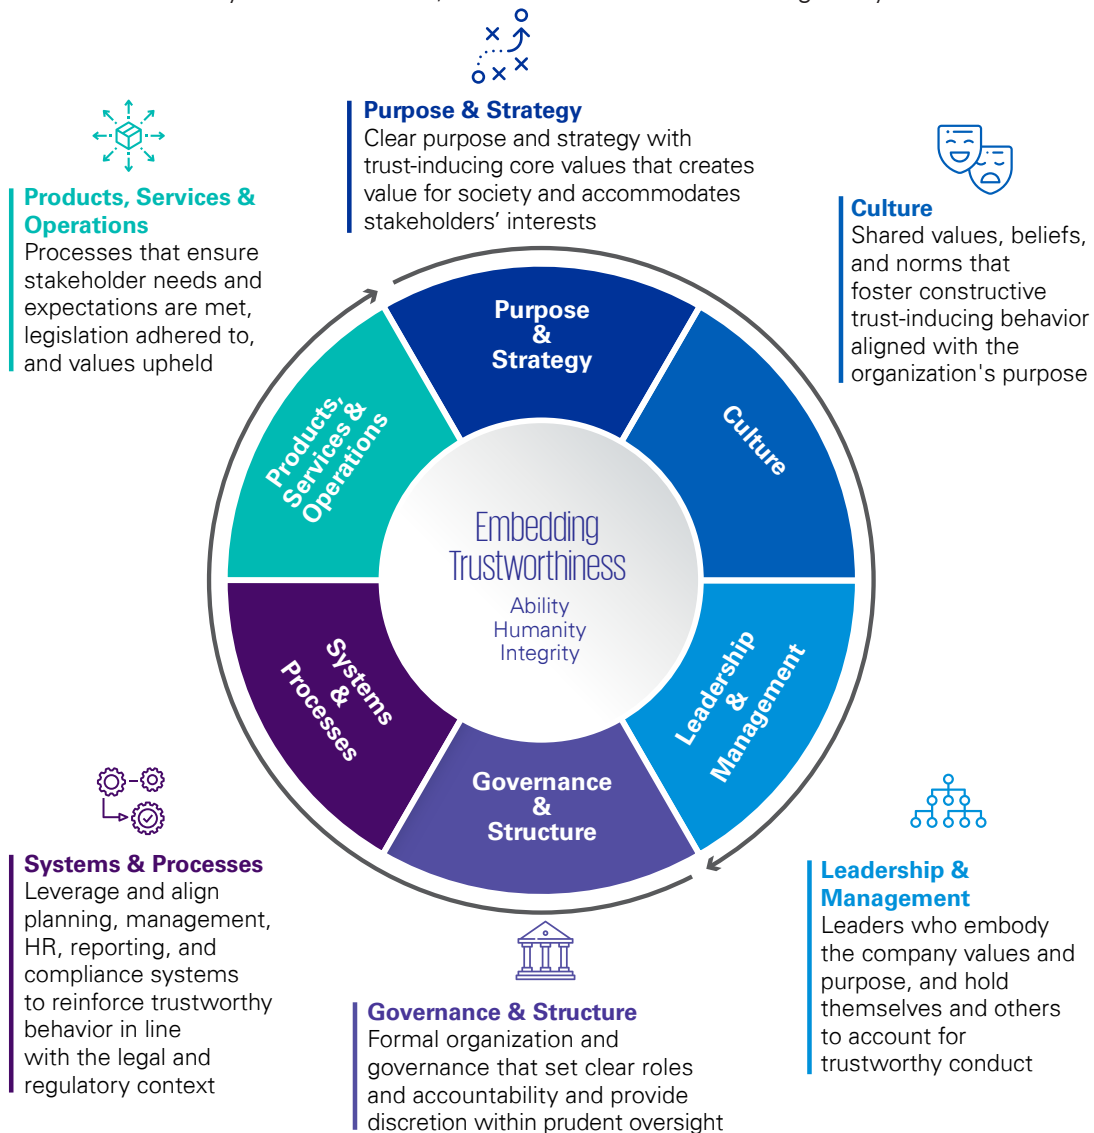 Purpose & Strategy
Clear purpose and strategy with
trust-inducing core values that creates
value for society and accommodates
stakeholders’ interests
Products, Services &
Operations
Processes that ensure
stakeholder needs and
expectations are met,
legislation adhered to,
and values upheld
Culture
Shared values, beliefs,
and norms that
foster constructive
trust-inducing behavior
aligned with the
organization's purpose
Purpose
&
Strategy
Culture
Products,
Services &
Operations
Embedding
Trustworthiness
Ability
Humanity
Integrity
Systems
&
Processes
Leadership
&
Management
Governance
&
Structure
Systems & Processes
Leverage and align
planning, management,
HR, reporting, and
compliance systems
to reinforce trustworthy
behavior in line
with the legal and
regulatory context
Leadership &
Management
Leaders who embody
the company values and
purpose, and hold
themselves and others
to account for
trustworthy conduct
Governance & Structure
Formal organization and
governance that set clear roles
and accountability and provide
discretion within prudent oversight